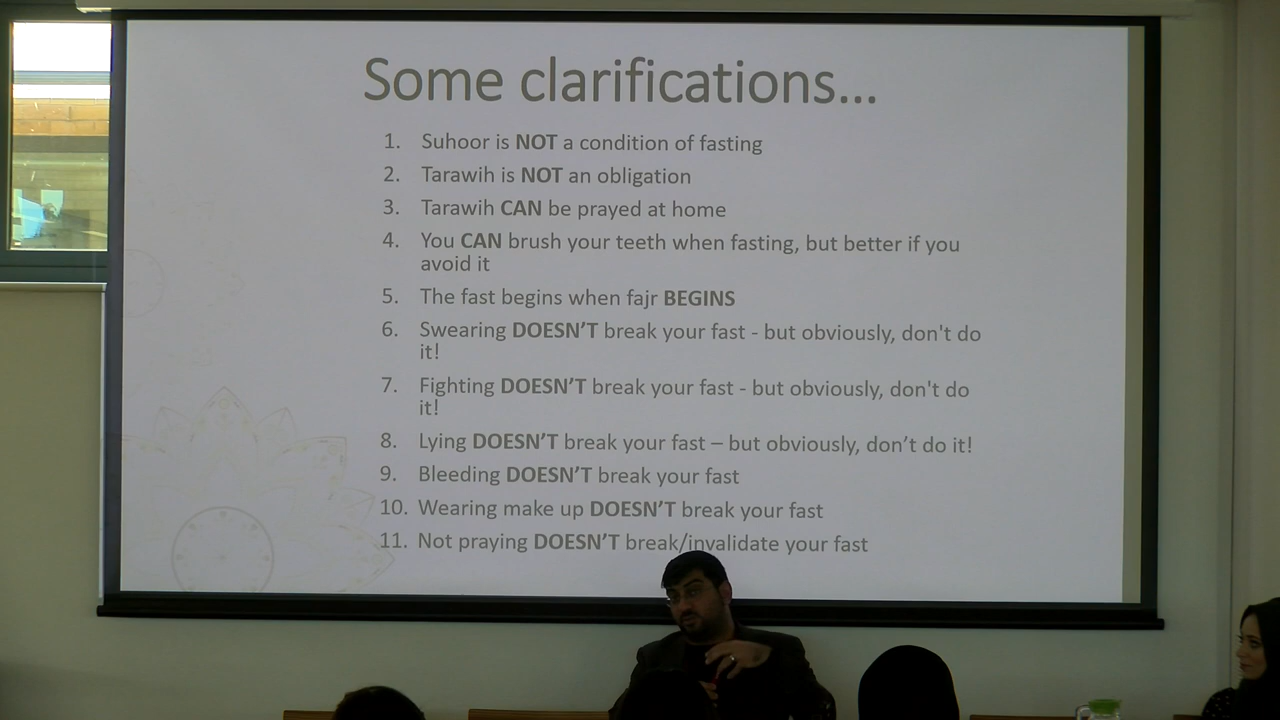 Some clarifications...
1. Suhoor is NOT a condition of fasting
2. Tarawih is NOT an obligation
3. Tarawih CAN be prayed at home
4. You CAN brush your teeth when fasting, but better if you
avoid it
5. The fast begins when fajr BEGINS
6. Swearing DOESN'T break your fast - but obviously, don't do
it!
7. Fighting DOESN'T break your fast - but obviously, don't do
it!
8. Lying DOESN'T break your fast – but obviously, don't do it!
9. Bleeding DOESN'T break your fast
10. Wearing make up DOESN'T break your fast
11. Not praying DOESN'T break/invalidate your fast